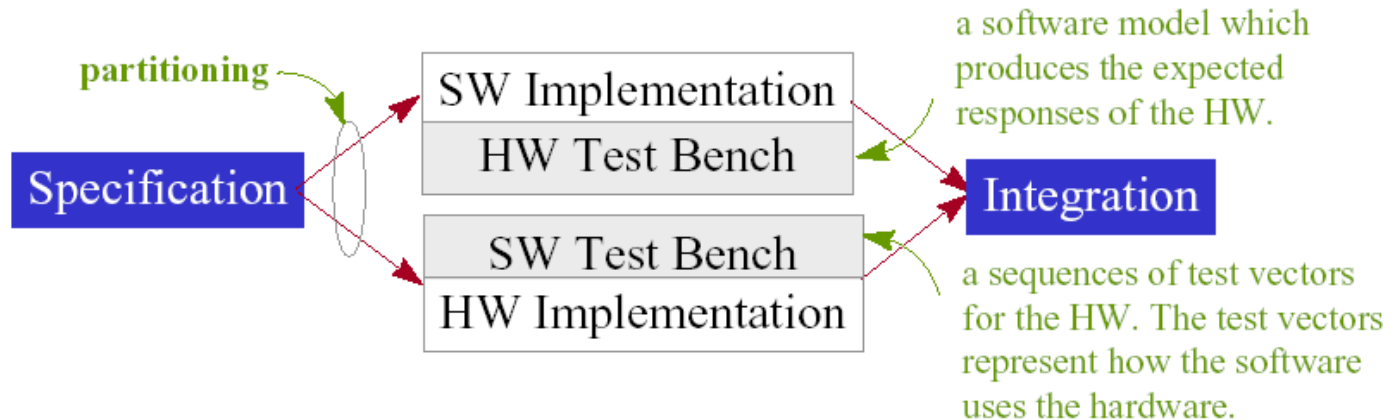 partitioning
Specification
SW Implementation
HW Test Bench
SW Test Bench
HW Implementation
Integration
a software model which
produces the expected
responses of the HW.
a sequences of test vectors
for the HW. The test vectors
represent how the software
uses the hardware.